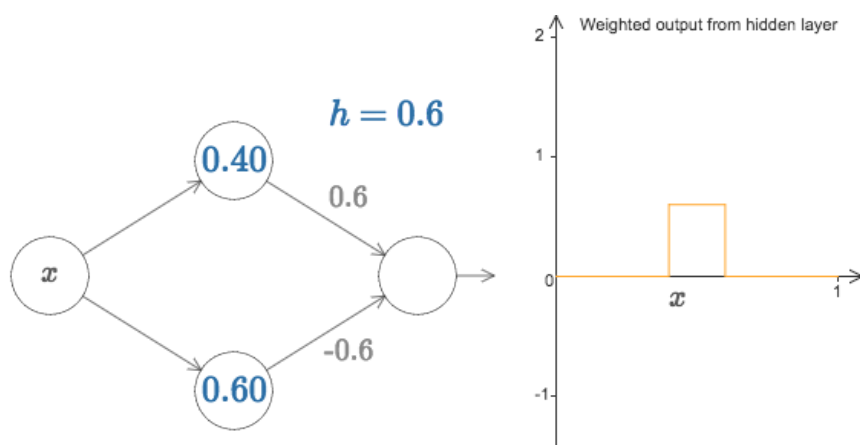 Weighted output from hidden layer
2
h = 0.6
0.40
1
0.6
x
0
x
1
-0.6
0.60
-1